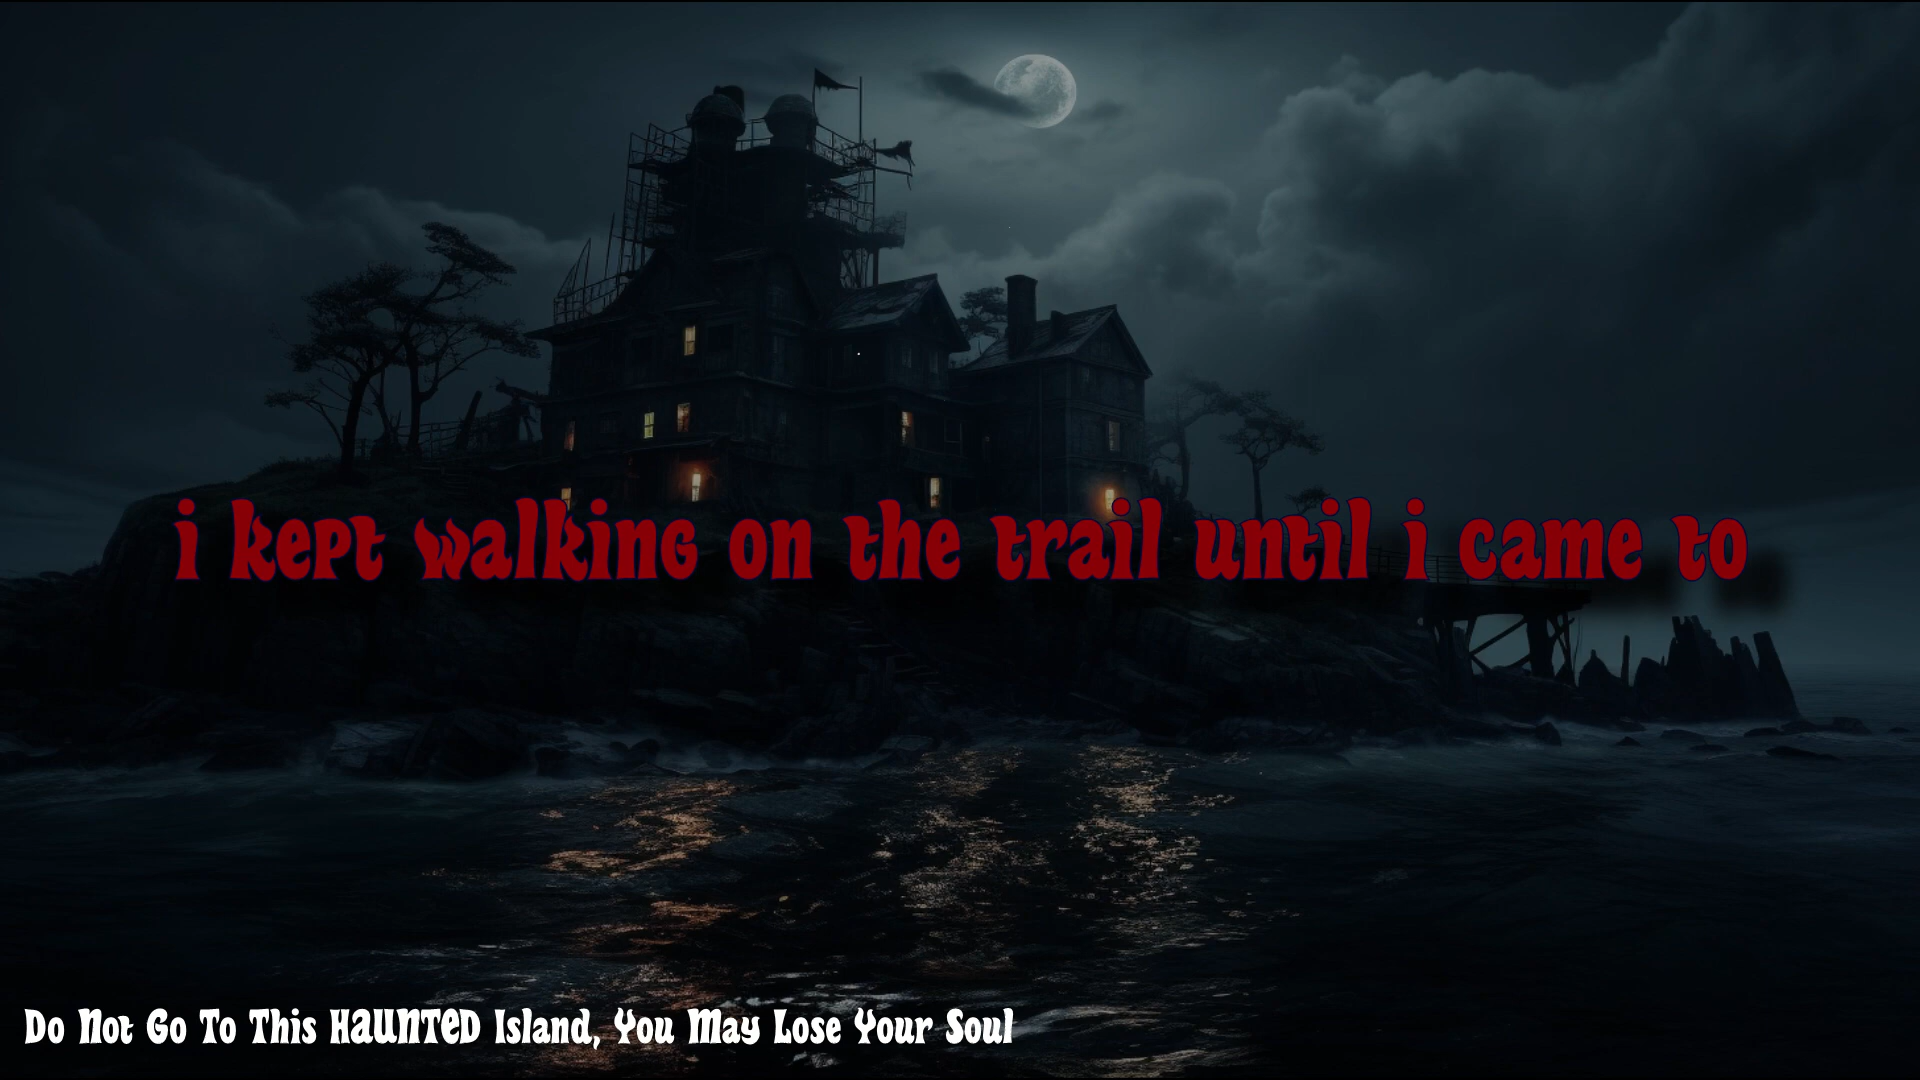 i kept walking on the trail until i came to
Do Not Go To This HAUNTED Island, You May Lose Your Soul